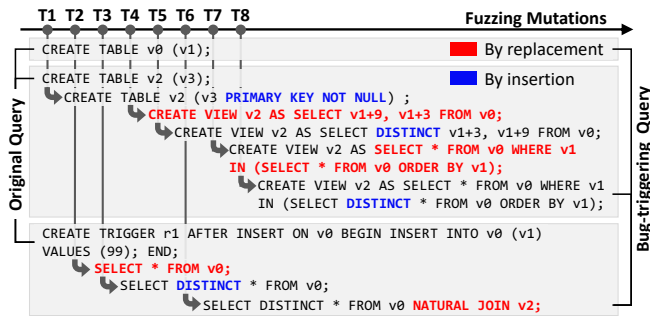 T1 T2 T3 T4 T5 T6 T7 T8
Fuzzing Mutations
CREATE TABLE v0 (v1);
By replacement
CREATE TABLE v2 (v3);
By insertion
CREATE TABLE v2 (v3 PRIMARY KEY NOT NULL) ;
CREATE VIEW v2 AS SELECT v1+9, v1+3 FROM v0;
CREATE VIEW v2 AS SELECT DISTINCT v1+3, v1+9 FROM v0;
CREATE VIEW v2 AS SELECT * FROM v0 WHERE v1
IN (SELECT * FROM v0 ORDER BY v1);
CREATE VIEW v2 AS SELECT * FROM v0 WHERE v1
IN (SELECT DISTINCT * FROM v0 ORDER BY v1);
CREATE TRIGGER r1 AFTER INSERT ON v0 BEGIN INSERT INTO v0 (v1)
VALUES (99); END;
SELECT * FROM v0;
SELECT DISTINCT * FROM v0;
SELECT DISTINCT * FROM v0 NATURAL JOIN v2;
Original Query
Bug-triggering Query